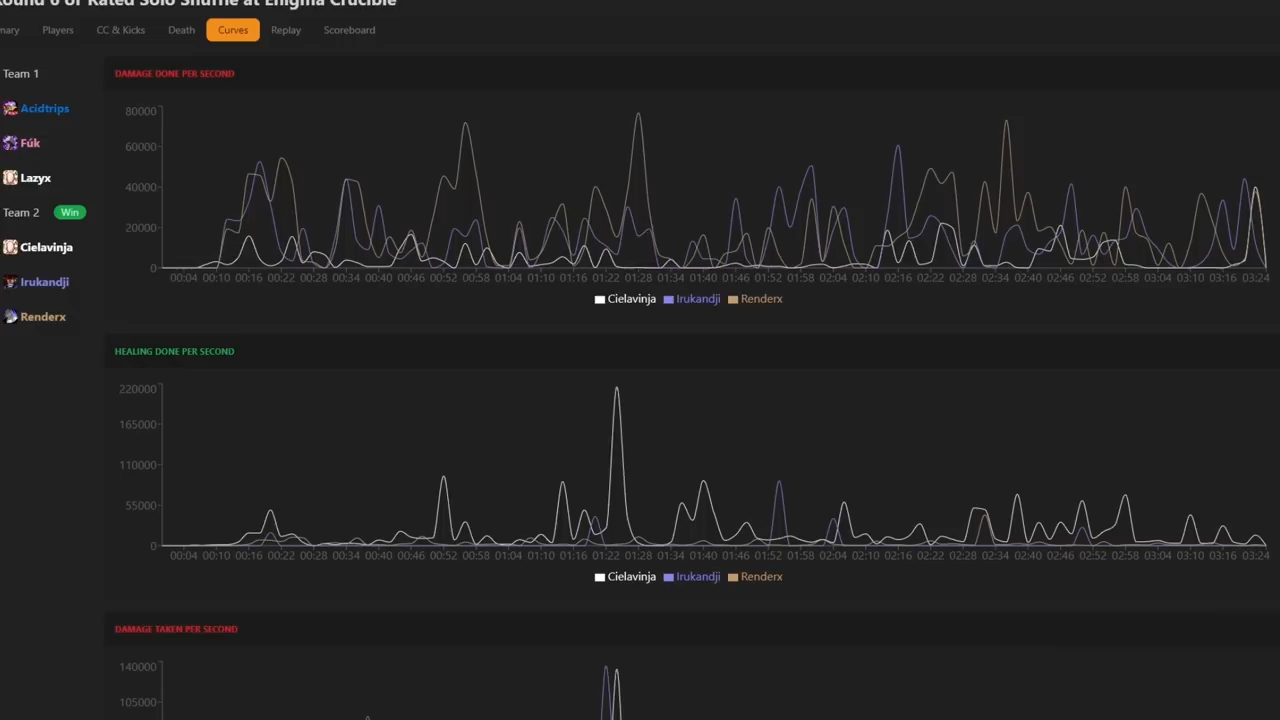 Round 6 of Rated Solo Shuffle at Enigma Crucible
mary Players CC & Kicks Death Curves Replay Scoreboard
Team 1
Acidtrips
Fúk
Lazyx
Team 2 Win
Cielavinja
Irukandji
Renderx
DAMAGE DONE PER SECOND
80000
60000
40000
20000
0
00:04 00:10 00:16 00:22 00:28 00:34 00:40 00:46 00:52 00:58 01:04 01:10 01:16 01:22 01:28 01:34 01:40 01:46 01:52 01:58 02:04 02:10 02:16 02:22 02:28 02:34 02:40 02:46 02:52 02:58 03:04 03:10 03:16 03:24
Cielavinja Irukandji Renderx
HEALING DONE PER SECOND
220000
165000
110000
55000
0
00:04 00:10 00:16 00:22 00:28 00:34 00:40 00:46 00:52 00:58 01:04 01:10 01:16 01:22 01:28 01:34 01:40 01:46 01:52 01:58 02:04 02:10 02:16 02:22 02:28 02:34 02:40 02:46 02:52 02:58 03:04 03:10 03:16 03:24
Cielavinja Irukandji Renderx
DAMAGE TAKEN PER SECOND
140000
105000